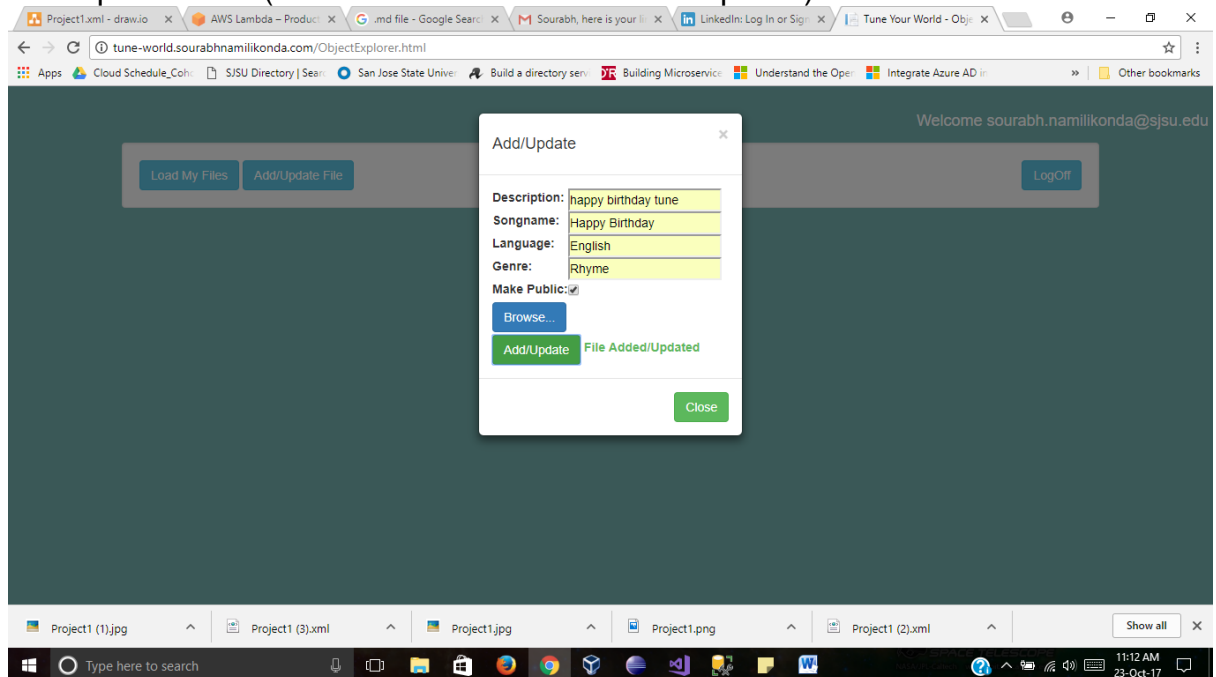 Project1.xml - draw.io
AWS Lambda – Product
.md file - Google Searc
Sourabh, here is your li
LinkedIn: Log In or Sign
Tune Your World - Obje
tune-world.sourabhnamilikonda.com/ObjectExplorer.html
Apps
Cloud Schedule_Coh
SJSU Directory | Sear
San Jose State Univer
Build a directory serv
Building Microservice
Understand the Oper
Integrate Azure AD in
»
Other bookmarks
Welcome sourabh.namilikonda@sjsu.edu
Load My Files
Add/Update File
LogOff
Add/Update
×
Description: happy birthday tune
Songname: Happy Birthday
Language: English
Genre: Rhyme
Make Public:
Browse...
Add/Update File Added/Updated
Close
Project1 (1).jpg
Project1 (3).xml
Project1.jpg
Project1.png
Project1 (2).xml
Show all
Type here to search
11:12 AM
23-Oct-17